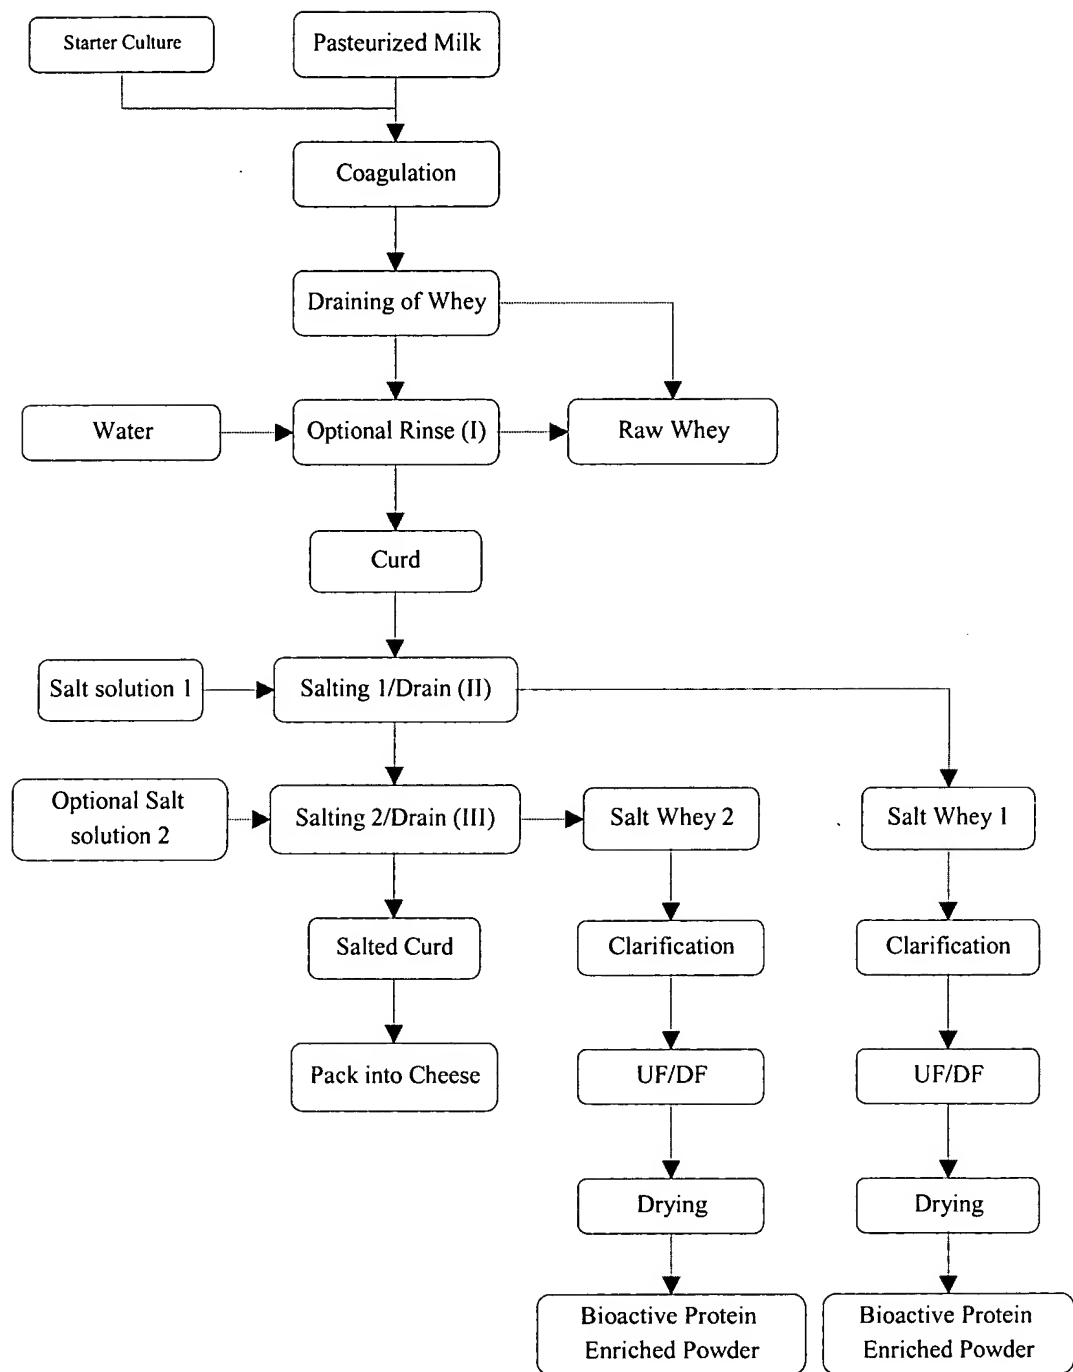 Starter Culture
Pasteurized Milk
Coagulation
Draining of Whey
Water
Optional Rinse (I)
Raw Whey
Curd
Salt solution 1
Salting 1/Drain (II)
Optional Salt
solution 2
Salting 2/Drain (III)
Salt Whey 2
Salt Whey 1
Salted Curd
Clarification
Clarification
Pack into Cheese
UF/DF
UF/DF
Drying
Drying
Bioactive Protein
Enriched Powder
Bioactive Protein
Enriched Powder